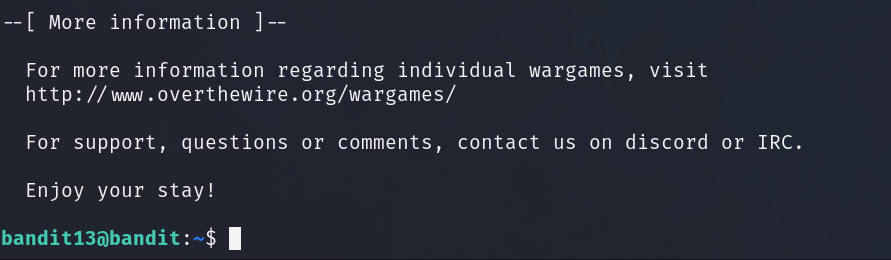 --[ More information ]--
For more information regarding individual wargames, visit
http://www.overthewire.org/wargames/
For support, questions or comments, contact us on discord or IRC.
Enjoy your stay!
bandit13@bandit:~$